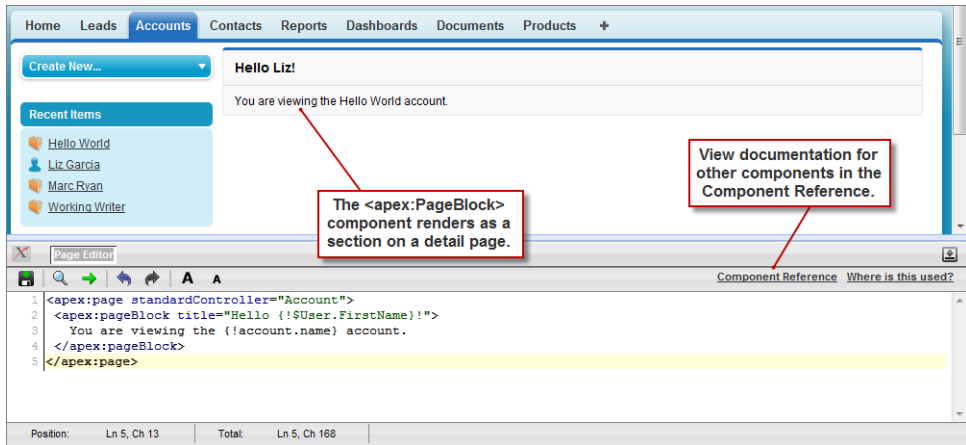 Home Leads Accounts Contacts Reports Dashboards Documents Products +
Create New...
Hello Liz!
You are viewing the Hello World account.
Recent Items
Hello World
Liz Garcia
Marc Ryan
Working Writer
The <apex:PageBlock>
component renders as a
section on a detail page.
View documentation for
other components in the
Component Reference.
Page Editor
A A
Component Reference Where is this used?
1 <apex:page standardController="Account">
2 <apex:pageBlock title="Hello {!$User.FirstName}!">
3 You are viewing the {!account.name} account.
4 </apex:pageBlock>
5 </apex:page>
Position: Ln 5, Ch 13 Total: Ln 5, Ch 168